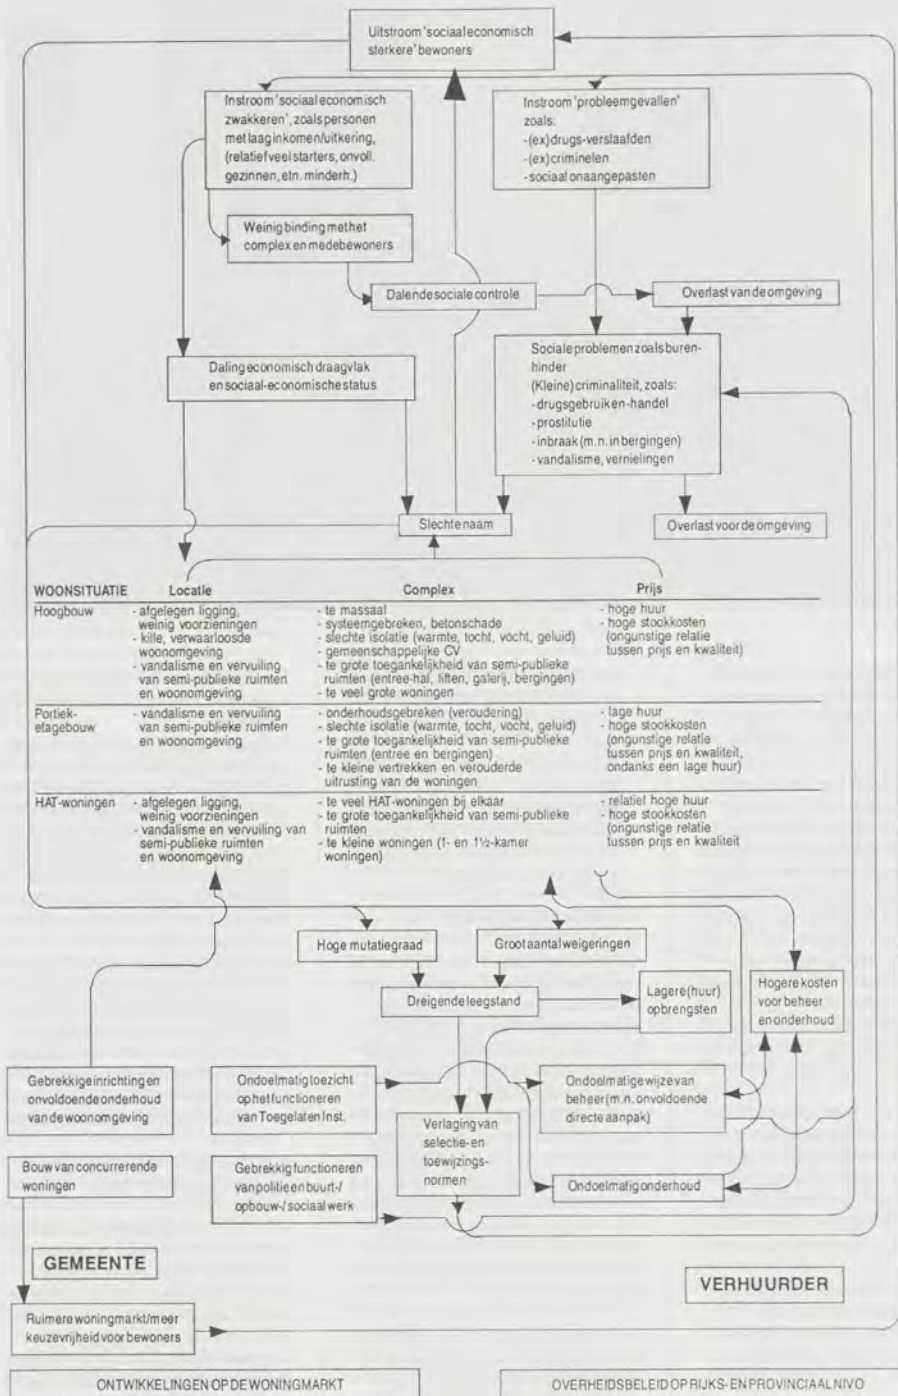 Uitstroom 'sociaal economisch
sterkere' bewoners
Instroom 'sociaal economisch
zwakkeren', zoals personen
met laag inkomen/uitkering,
(relatief veel starters, onvoll.
gezinnen, etn. minderh.)
Instroom 'probleemgevallen'
zoals:
- (ex)drugs-verslaafden
- (ex)criminelen
- sociaal onaangepasten
Weinig binding met het
complex en medebewoners
Dalende sociale controle
Overlast van de omgeving
Daling economisch draagvlak
en sociaal-economische status
Sociale problemen zoals buren-
hinder
(Kleine) criminaliteit, zoals:
- drugsgebruik en -handel
- prostitutie
- inbraak (m.n. in bergingen)
- vandalisme, vernielingen
Slechte naam
Overlast voor de omgeving
WOONSITUATIE Locatie Complex Prijs
Hoogbouw
- afgelegen ligging,
weinig voorzieningen
- kille, verwaarloosde
woonomgeving
- vandalisme en vervuiling
van semi-publieke ruimten
en woonomgeving
- te massaal
- systeemgebreken, betonschade
- slechte isolatie (warmte, tocht, vocht, geluid)
- gemeenschappelijke CV
- te grote toegankelijkheid van semi-publieke
ruimten (entree-hal, liften, galerij, bergingen)
- te veel grote woningen
- hoge huur
- hoge stookkosten
(ongunstige relatie
tussen prijs en kwaliteit)
Portiek-
etagebouw
- vandalisme en vervuiling
van semi-publieke ruimten
en woonomgeving
- onderhoudsgebreken (veroudering)
- slechte isolatie (warmte, tocht, vocht, geluid)
- te grote toegankelijkheid van semi-publieke
ruimten (entree en bergingen)
- te kleine vertrekken en verouderde
uitrusting van de woningen
- lage huur
- hoge stookkosten
(ongunstige relatie
tussen prijs en kwaliteit,
ondanks een lage huur)
HAT-woningen
- afgelegen ligging,
weinig voorzieningen
- vandalisme en vervuiling van
semi-publieke ruimten
en woonomgeving
- te veel HAT-woningen bij elkaar
- te grote toegankelijkheid van semi-publieke
ruimten
- te kleine woningen (1- en 1½-kamer
woningen)
- relatief hoge huur
- hoge stookkosten
(ongunstige relatie
tussen prijs en kwaliteit
Hoge mutatiegraad
Groot aantal weigeringen
Dreigende leegstand
Lagere (huur)
opbrengsten
Hogere kosten
voor beheer
en onderhoud
Gebrekkige inrichting en
onvoldoende onderhoud
van de woonomgeving
Ondoelmatig toezicht
op het functioneren
van Toegelaten Inst.
Verlaging van
selectie- en
toewijzings-
normen
Ondoelmatige wijze van
beheer (m.n. onvoldoende
directe aanpak)
Bouw van concurrerende
woningen
Gebrekkig functioneren
van politie en buurt-/
opbouw-/sociaal werk
Ondoelmatig onderhoud
GEMEENTE
VERHUURDER
Ruimere woningmarkt/meer
keuzevrijheid voor bewoners
ONTWIKKELINGEN OP DE WONINGMARKT
OVERHEIDSBELEID OP RIJKS- EN PROVINCIAAL NIVO